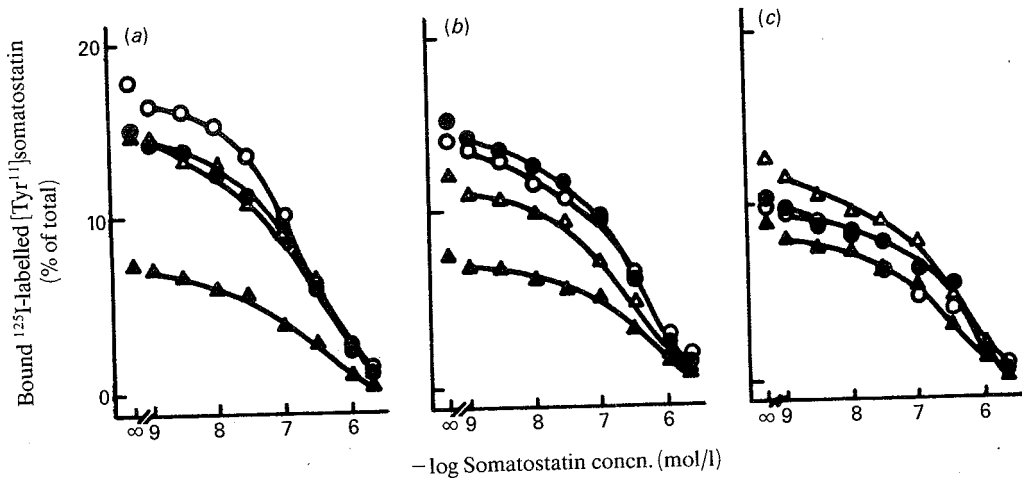 (a)
(b)
(c)
20
10
0
Bound ¹²⁵I-labelled [Tyr¹¹]somatostatin
(% of total)
∞ 9 8 7 6
∞ 9 8 7 6
∞ 9 8 7 6
−log Somatostatin concn. (mol/l)